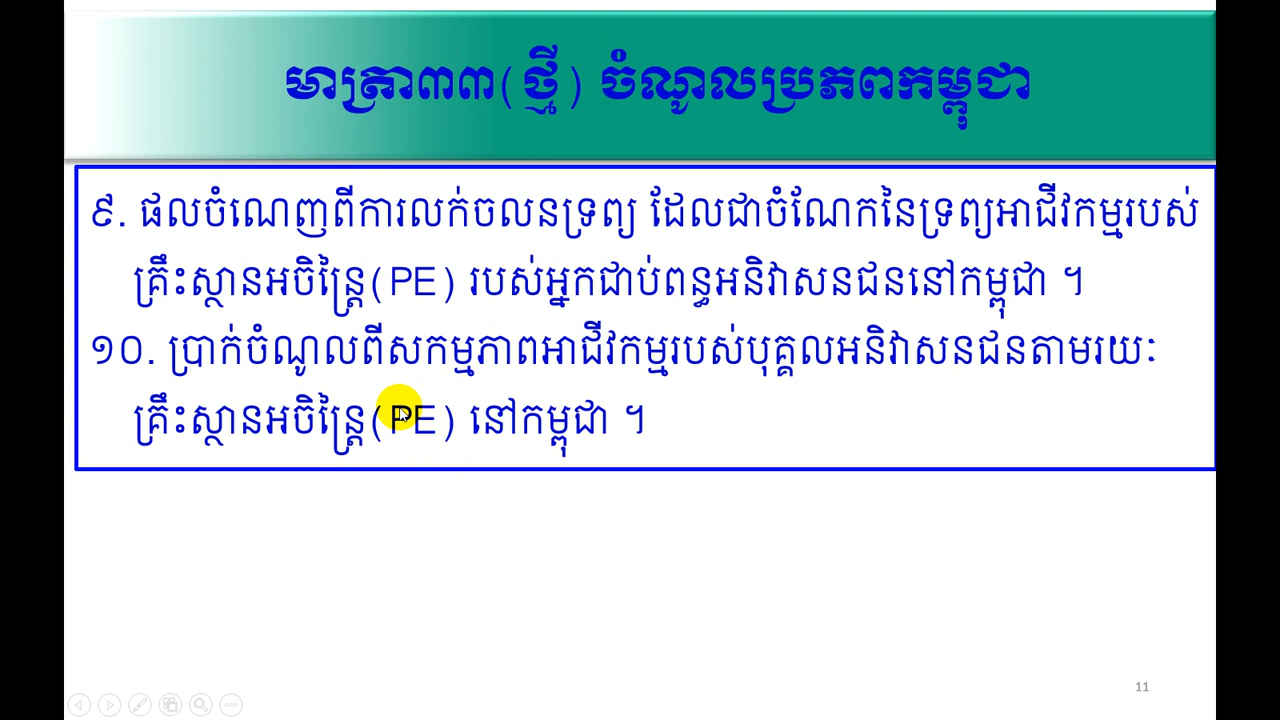 មាត្រា៣៣(ថ្មី) ចំណូលប្រភពកម្ពុជា
៩. ផលចំណេញពីការលក់ចលនទ្រព្យ ដែលជាចំណែកនៃទ្រព្យអាជីវកម្មរបស់
គ្រឹះស្ថានអចិន្ត្រៃ(PE) របស់អ្នកជាប់ពន្ធអនិវាសនជននៅកម្ពុជា ។
១០. ប្រាក់ចំណូលពីសកម្មភាពអាជីវកម្មរបស់បុគ្គលអនិវាសនជនតាមរយៈ
គ្រឹះស្ថានអចិន្ត្រៃ(PE) នៅកម្ពុជា ។
11